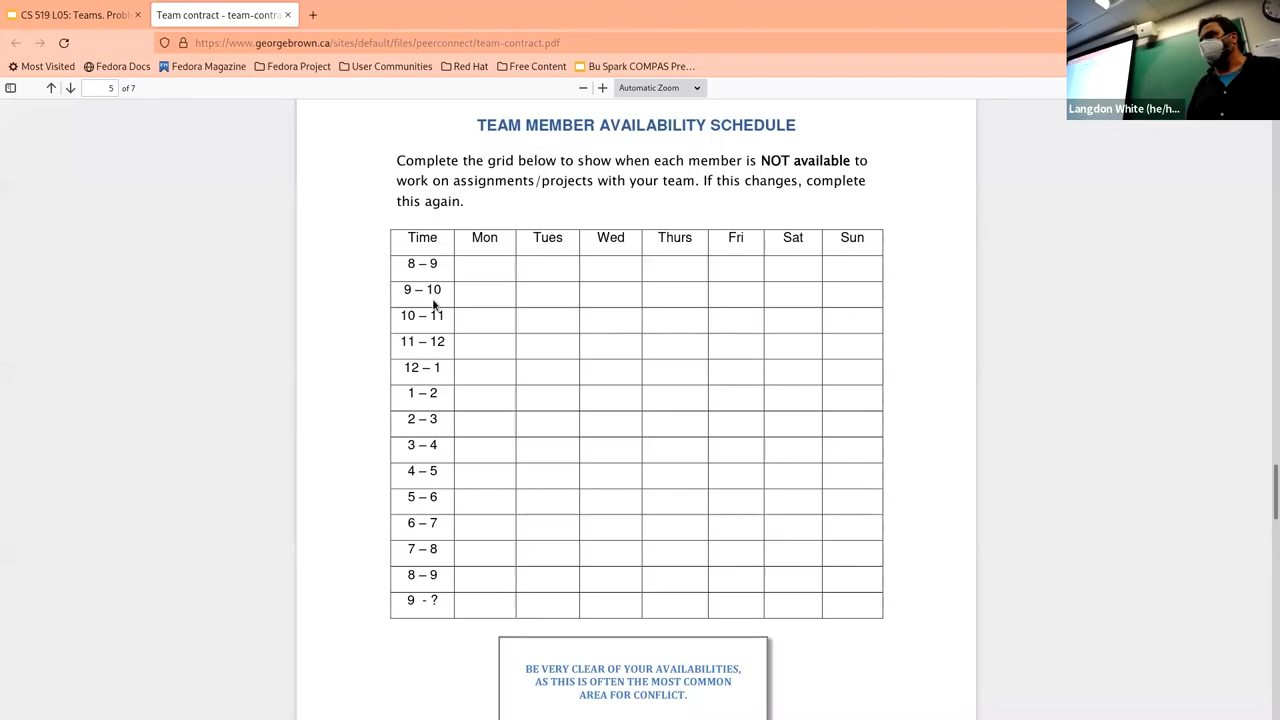 CS 519 L05: Teams. Prob
Team contract - team-contra
https://www.georgebrown.ca/sites/default/files/peerconnect/team-contract.pdf
Most Visited Fedora Docs Fedora Magazine Fedora Project User Communities Red Hat Free Content Bu Spark COMPAS Pre…
5 of 7 Automatic Zoom
Langdon White (he/h...
TEAM MEMBER AVAILABILITY SCHEDULE
Complete the grid below to show when each member is NOT available to
work on assignments/projects with your team. If this changes, complete
this again.
Time Mon Tues Wed Thurs Fri Sat Sun
8 – 9
9 – 10
10 – 11
11 – 12
12 – 1
1 – 2
2 – 3
3 – 4
4 – 5
5 – 6
6 – 7
7 – 8
8 – 9
9 - ?
BE VERY CLEAR OF YOUR AVAILABILITIES,
AS THIS IS OFTEN THE MOST COMMON
AREA FOR CONFLICT.